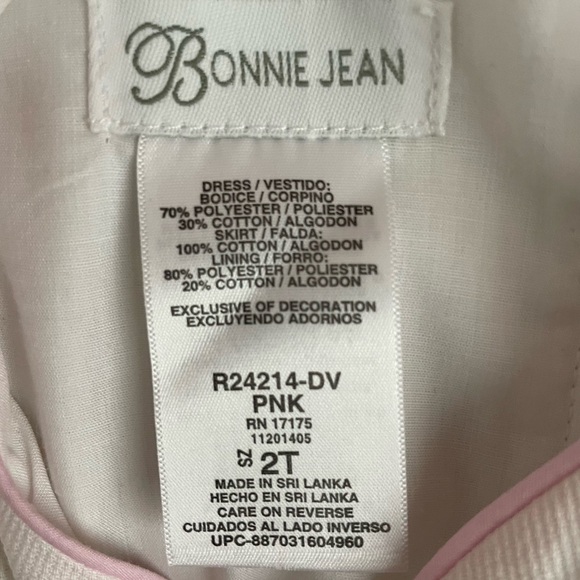 BONNIE JEAN
DRESS / VESTIDO:
BODICE / CORPINO
70% POLYESTER / POLIESTER
30% COTTON / ALGODON
SKIRT / FALDA:
100% COTTON / ALGODON
LINING / FORRO:
80% POLYESTER / POLIESTER
20% COTTON / ALGODON
EXCLUSIVE OF DECORATION
EXCLUYENDO ADORNOS
R24214-DV
PNK
RN 17175
11201405
SZ 2T
MADE IN SRI LANKA
HECHO EN SRI LANKA
CARE ON REVERSE
CUIDADOS AL LADO INVERSO
UPC-887031604960